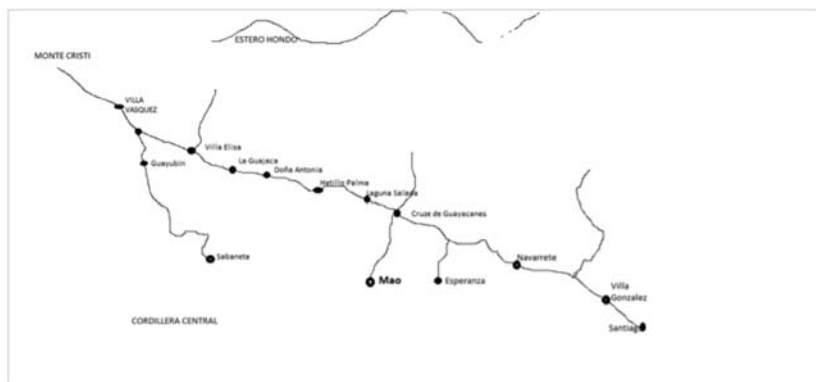 ESTERO HONDO
MONTE CRISTI
VILLA
VASQUEZ
Villa Elisa
Guayubin
La Guajaca
Doña Antonia
Hatillo Palma
Laguna Salada
Cruze de Guayacanes
Sabaneta
Mao
Esperanza
Navarrete
Villa
Gonzalez
Santiago
CORDILLERA CENTRAL